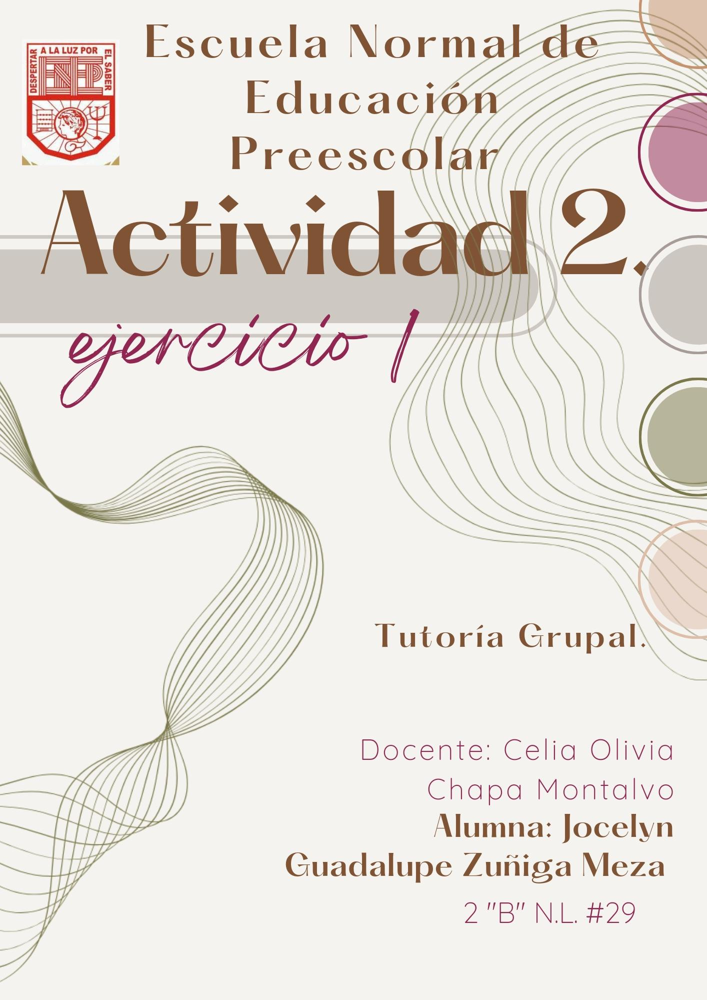 DESPERTAR A LA LUZ POR EL SABER
ENP
Escuela Normal de
Educación
Preescolar
Actividad 2.
ejercicio 1
Tutoría Grupal.
Docente: Celia Olivia
Chapa Montalvo
Alumna: Jocelyn
Guadalupe Zuñiga Meza
2 "B" N.L. #29